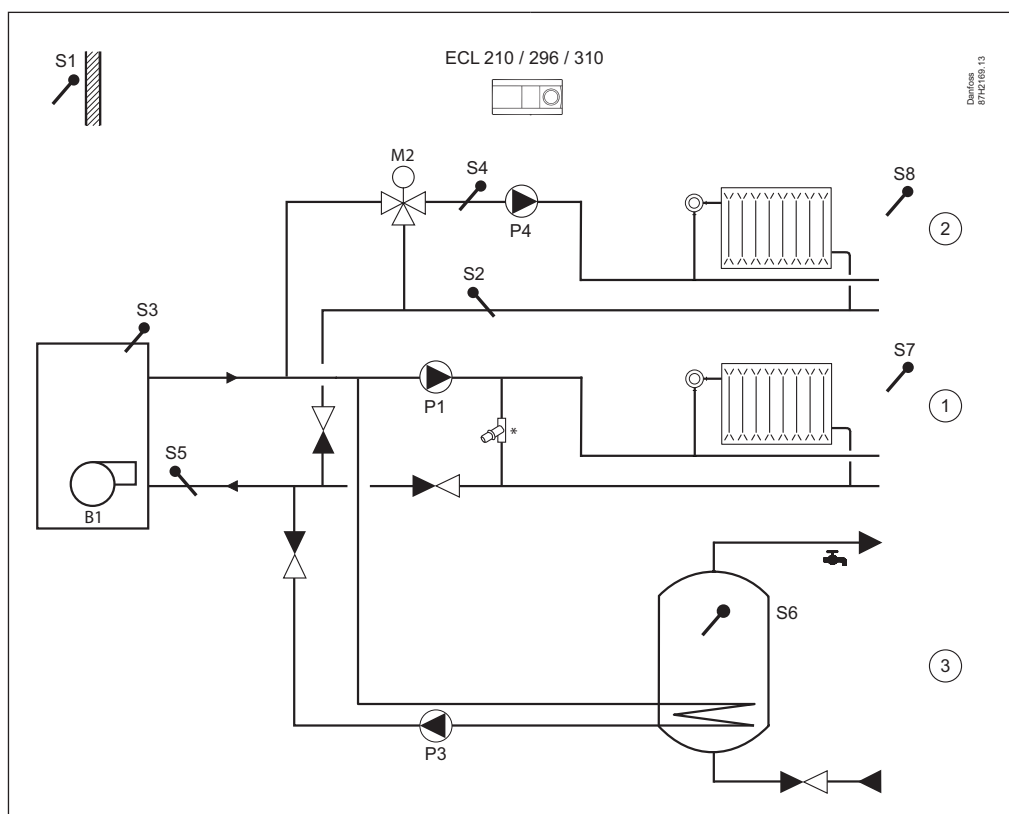 S1
ECL 210 / 296 / 310
Danfoss
87H2169.13
M2
S4
S8
P4
2
S2
S3
S7
P1
1
*
S5
B1
S6
3
P3